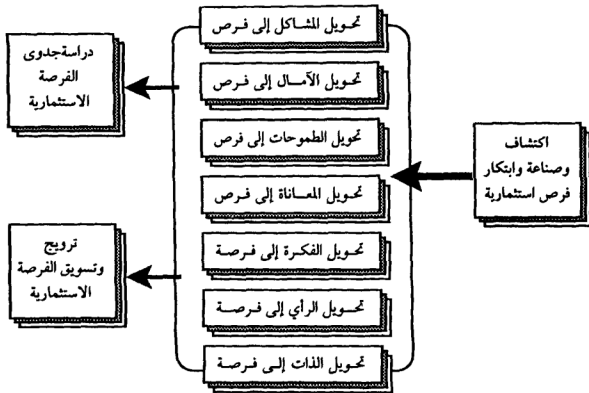 اكتشاف
وصناعة وابتكار
فرص استثمارية
تحويل المشاكل إلى فرص
تحويل الآمال إلى فرص
تحويل الطموحات إلى فرص
تحويل المعاناة إلى فرص
تحويل الفكرة إلى فرصة
تحويل الرأي إلى فرصة
تحويل الذات إلى فرصة
دراسة جدوى
الفرصة
الاستثمارية
ترويج
وتسويق الفرصة
الاستثمارية